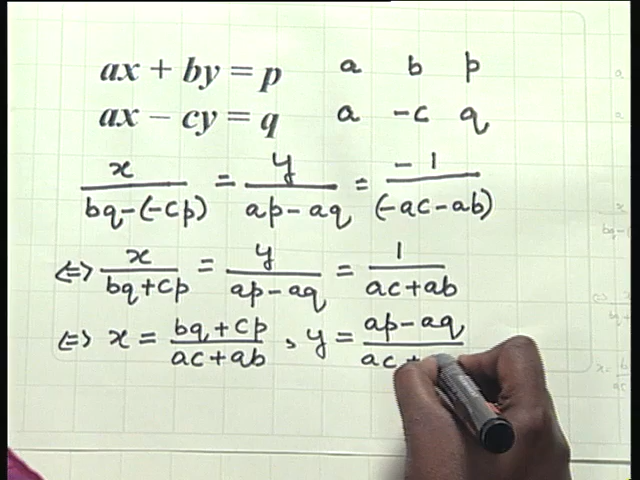 ax + by = p a b p
ax − cy = q a −c q
x/(bq−(−cp)) = y/(ap−aq) = −1/(−ac−ab)
⇔ x/(bq+cp) = y/(ap−aq) = 1/(ac+ab)
⇔ x = (bq+cp)/(ac+ab), y = (ap−aq)/(ac+